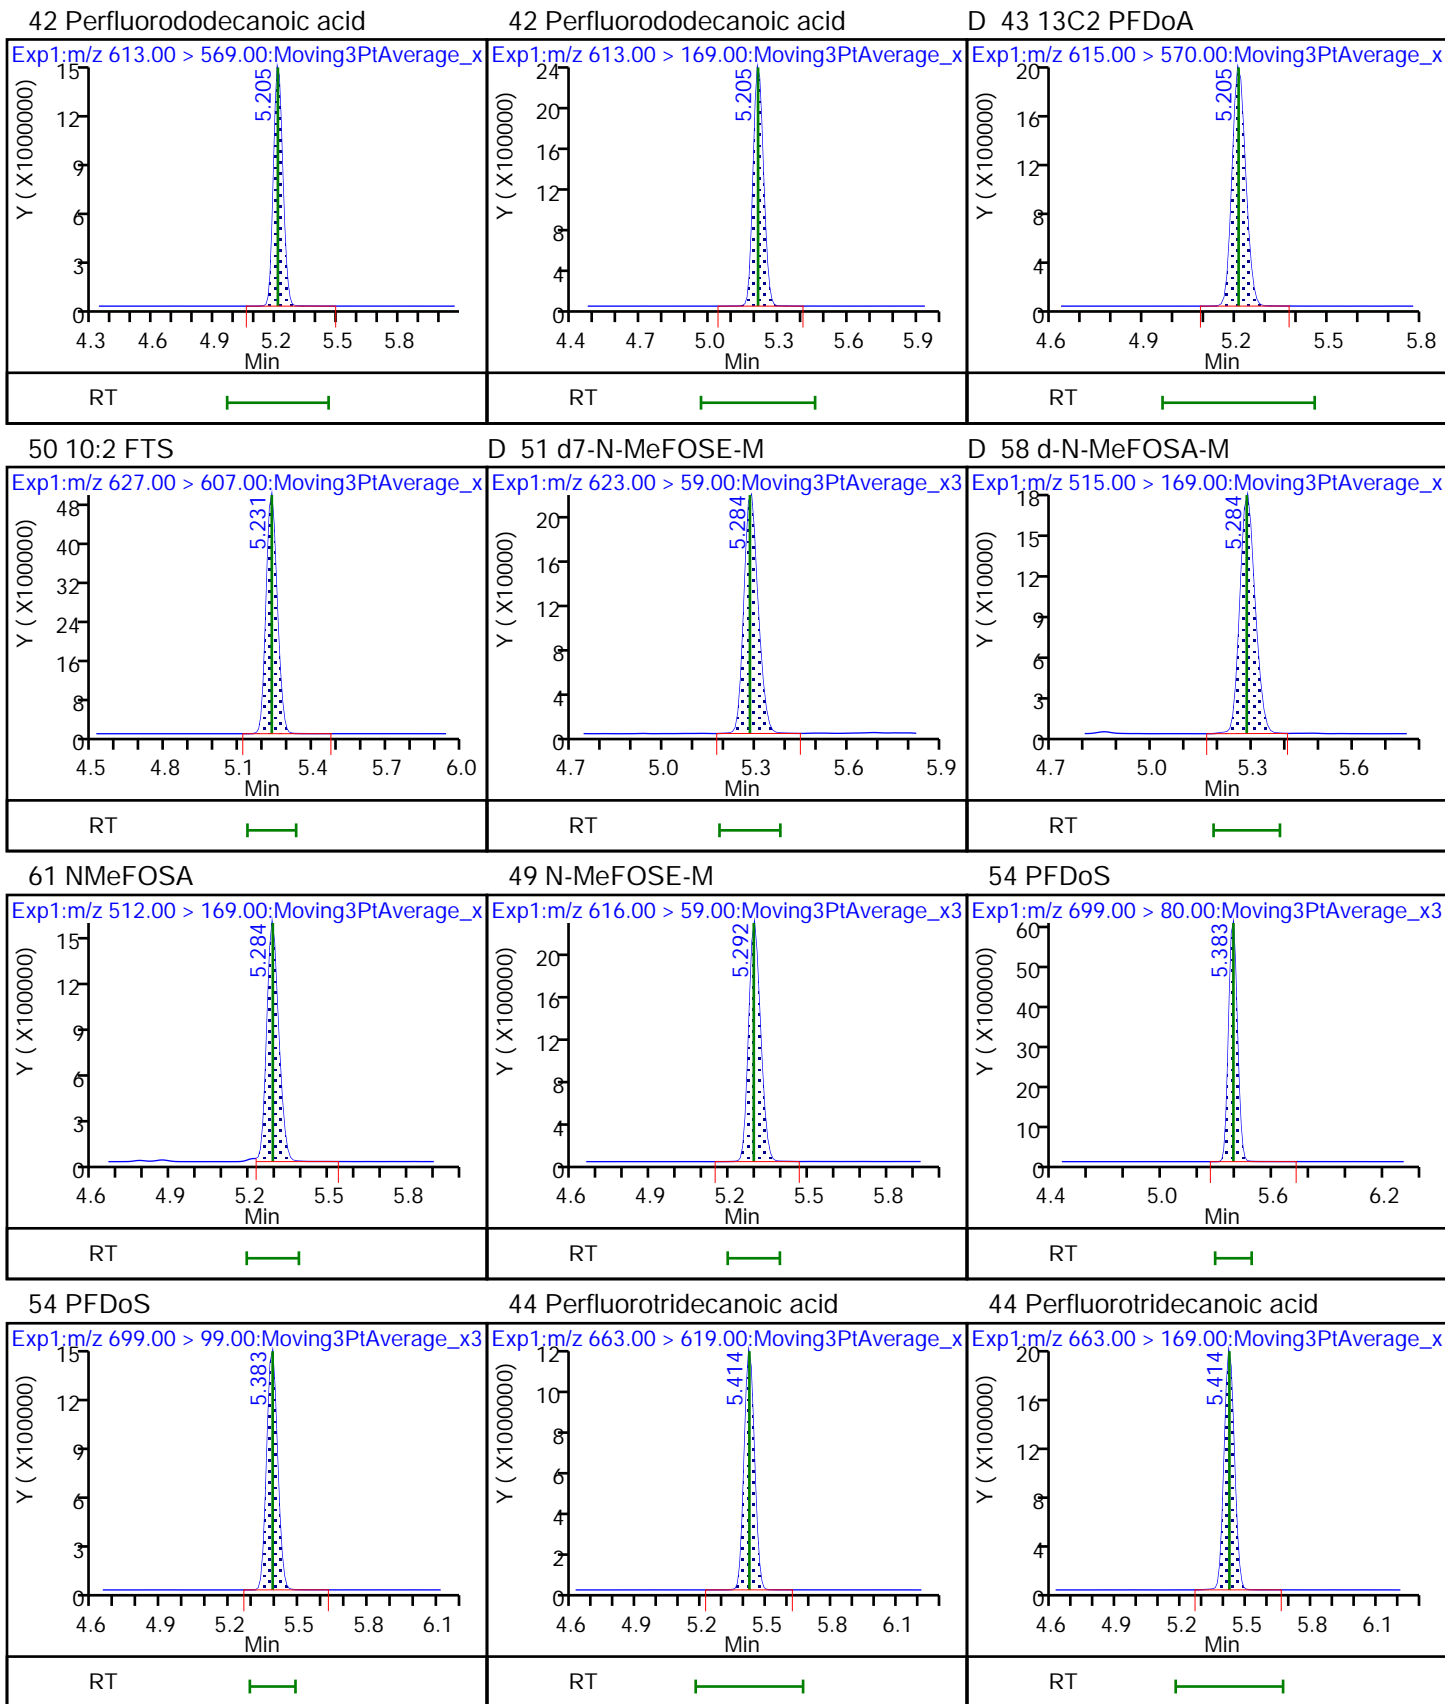 42 Perfluorododecanoic acid
Exp1:m/z 613.00 > 569.00:Moving3PtAverage_x
Y ( X1000000)
15
12
9
6
3
0
5.205
4.3 4.6 4.9 5.2 5.5 5.8
Min
RT
42 Perfluorododecanoic acid
Exp1:m/z 613.00 > 169.00:Moving3PtAverage_x
Y ( X100000)
24
20
16
12
8
4
0
5.205
4.4 4.7 5.0 5.3 5.6 5.9
Min
RT
D 43 13C2 PFDoA
Exp1:m/z 615.00 > 570.00:Moving3PtAverage_x
Y ( X100000)
20
16
12
8
4
0
5.205
4.6 4.9 5.2 5.5 5.8
Min
RT
50 10:2 FTS
Exp1:m/z 627.00 > 607.00:Moving3PtAverage_x
Y ( X100000)
48
40
32
24
16
8
0
5.231
4.5 4.8 5.1 5.4 5.7 6.0
Min
RT
D 51 d7-N-MeFOSE-M
Exp1:m/z 623.00 > 59.00:Moving3PtAverage_x3
Y ( X10000)
20
16
12
8
4
0
5.284
4.7 5.0 5.3 5.6 5.9
Min
RT
D 58 d-N-MeFOSA-M
Exp1:m/z 515.00 > 169.00:Moving3PtAverage_x
Y ( X10000)
18
15
12
9
6
3
0
5.284
4.7 5.0 5.3 5.6
Min
RT
61 NMeFOSA
Exp1:m/z 512.00 > 169.00:Moving3PtAverage_x
Y ( X100000)
15
12
9
6
3
0
5.284
4.6 4.9 5.2 5.5 5.8
Min
RT
49 N-MeFOSE-M
Exp1:m/z 616.00 > 59.00:Moving3PtAverage_x3
Y ( X100000)
20
16
12
8
4
0
5.292
4.6 4.9 5.2 5.5 5.8
Min
RT
54 PFDoS
Exp1:m/z 699.00 > 80.00:Moving3PtAverage_x3
Y ( X100000)
60
50
40
30
20
10
0
5.383
4.4 5.0 5.6 6.2
Min
RT
54 PFDoS
Exp1:m/z 699.00 > 99.00:Moving3PtAverage_x3
Y ( X100000)
15
12
9
6
3
0
5.383
4.6 4.9 5.2 5.5 5.8 6.1
Min
RT
44 Perfluorotridecanoic acid
Exp1:m/z 663.00 > 619.00:Moving3PtAverage_x
Y ( X1000000)
12
10
8
6
4
2
0
5.414
4.6 4.9 5.2 5.5 5.8 6.1
Min
RT
44 Perfluorotridecanoic acid
Exp1:m/z 663.00 > 169.00:Moving3PtAverage_x
Y ( X100000)
20
16
12
8
4
0
5.414
4.6 4.9 5.2 5.5 5.8 6.1
Min
RT